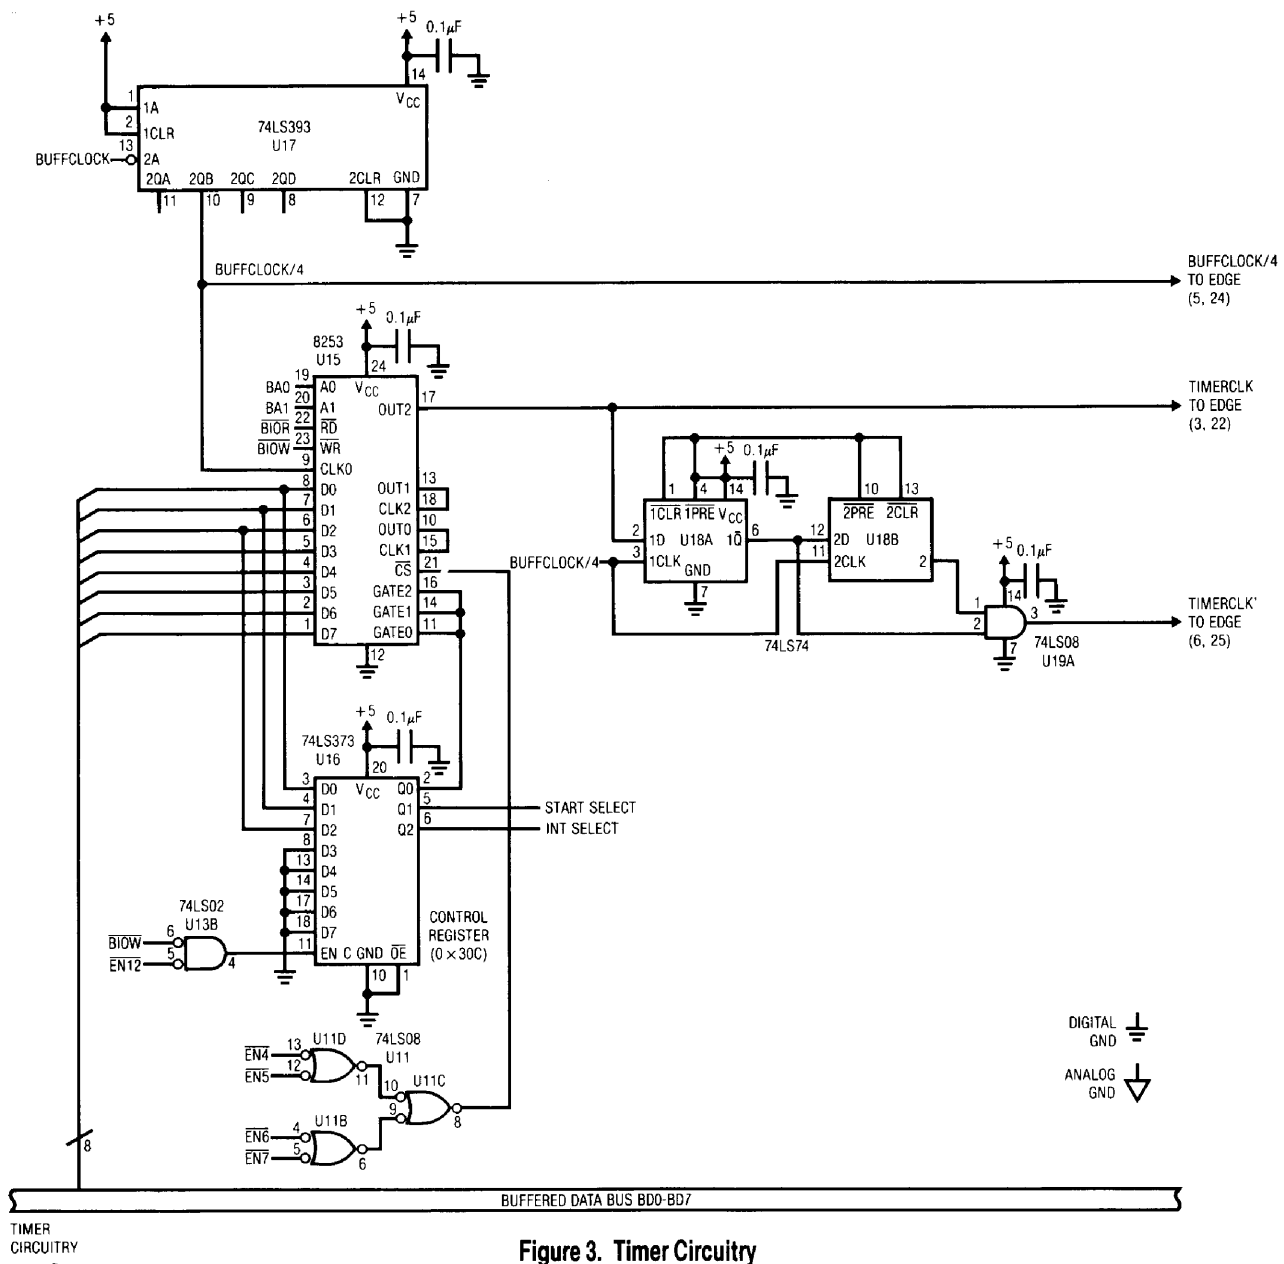 +5
+5
0.1µF
14
VCC
1
1A
2
1CLR
13
BUFFCLOCK
2A
74LS393
U17
2QA 2QB 2QC 2QD 2CLR GND
11 10 9 8 12 7
BUFFCLOCK/4
BUFFCLOCK/4
TO EDGE
(5, 24)
+5
0.1µF
8253
U15
24
VCC
BA0 19 A0
BA1 20 A1
BIOR 22 RD
BIOW 23 WR
9 CLK0
8 D0
7 D1
6 D2
5 D3
4 D4
3 D5
2 D6
1 D7
OUT2 17
OUT1 13
CLK2 18
OUT0 10
CLK1 15
CS 21
GATE2 16
GATE1 14
GATE0 11
12
TIMERCLK
TO EDGE
(3, 22)
+5
0.1µF
1 4 14
1CLR 1PRE VCC
2 1D U18A 1Q 6
BUFFCLOCK/4 3 1CLK
GND
7
10 13
2PRE 2CLR
12 2D U18B
11 2CLK
2
74LS74
+5
0.1µF
14
1
2
3
7
74LS08
U19A
TIMERCLK'
TO EDGE
(6, 25)
+5
0.1µF
74LS373
U16
20
VCC
3 D0
4 D1
7 D2
8 D3
13 D4
14 D5
17 D6
18 D7
11 EN C GND OE
10 1
Q0 2
Q1 5 START SELECT
Q2 6 INT SELECT
CONTROL
REGISTER
(0×30C)
74LS02
U13B
BIOW 6
EN12 5
4
U11D
74LS08
U11
EN4 13
EN5 12
11
U11C
10
9
8
U11B
EN6 4
EN7 5
6
DIGITAL
GND
ANALOG
GND
8
BUFFERED DATA BUS BD0-BD7
TIMER
CIRCUITRY
Figure 3. Timer Circuitry